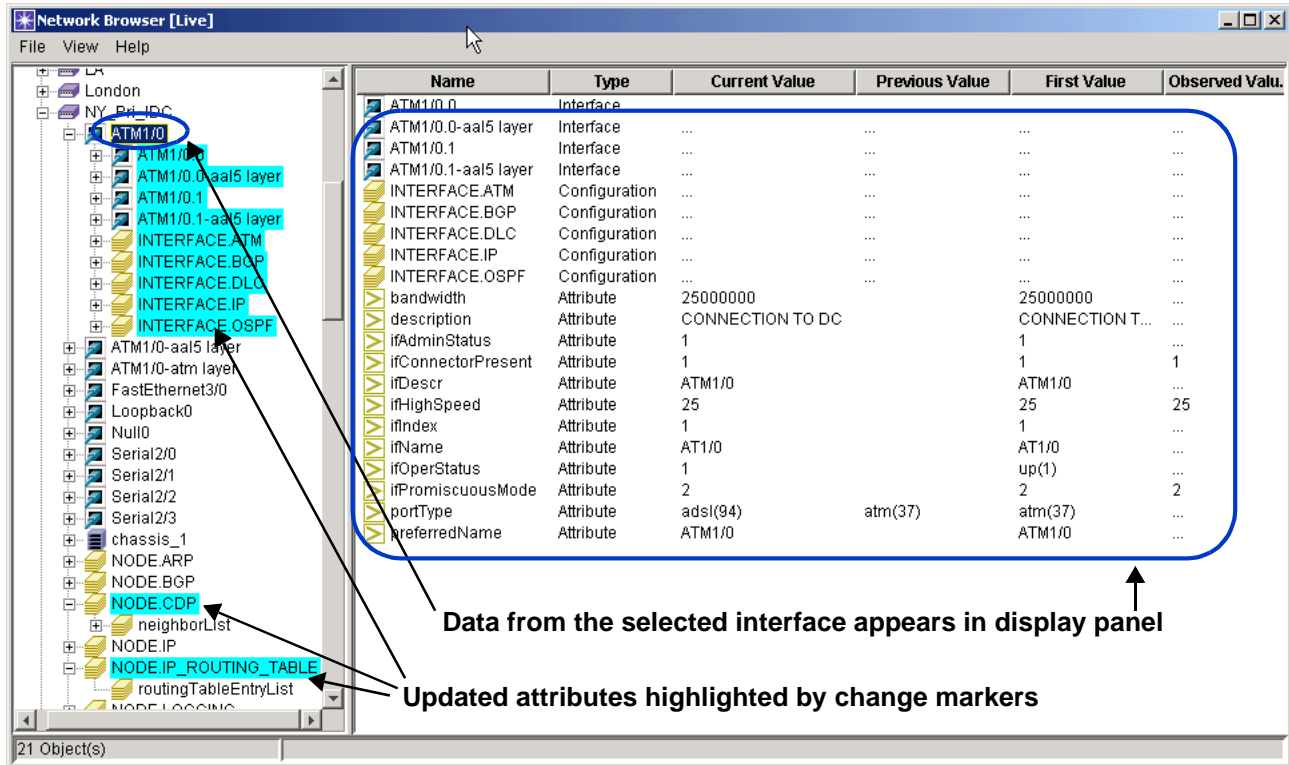 Network Browser [Live]
File View Help
LA
London
NY_Pri_IDC
ATM1/0
ATM1/0.0
ATM1/0.0-aal5 layer
ATM1/0.1
ATM1/0.1-aal5 layer
INTERFACE.ATM
INTERFACE.BGP
INTERFACE.DLC
INTERFACE.IP
INTERFACE.OSPF
ATM1/0-aal5 layer
ATM1/0-atm layer
FastEthernet3/0
Loopback0
Null0
Serial2/0
Serial2/1
Serial2/2
Serial2/3
chassis_1
NODE.ARP
NODE.BGP
NODE.CDP
neighborList
NODE.IP
NODE.IP_ROUTING_TABLE
routingTableEntryList
NODE.LOGGING
Name Type Current Value Previous Value First Value Observed Valu.
ATM1/0.0 Interface
ATM1/0.0-aal5 layer Interface ... ... ... ...
ATM1/0.1 Interface ... ... ... ...
ATM1/0.1-aal5 layer Interface ... ... ... ...
INTERFACE.ATM Configuration ... ... ... ...
INTERFACE.BGP Configuration ... ... ... ...
INTERFACE.DLC Configuration ... ... ... ...
INTERFACE.IP Configuration ... ... ... ...
INTERFACE.OSPF Configuration ... ... ... ...
bandwidth Attribute 25000000 25000000 ...
description Attribute CONNECTION TO DC CONNECTION T... ...
ifAdminStatus Attribute 1 1 ...
ifConnectorPresent Attribute 1 1 1
ifDescr Attribute ATM1/0 ATM1/0 ...
ifHighSpeed Attribute 25 25 25
ifIndex Attribute 1 1 ...
ifName Attribute AT1/0 AT1/0 ...
ifOperStatus Attribute 1 up(1) ...
ifPromiscuousMode Attribute 2 2 2
portType Attribute adsl(94) atm(37) atm(37) ...
preferredName Attribute ATM1/0 ATM1/0 ...
Data from the selected interface appears in display panel
Updated attributes highlighted by change markers
21 Object(s)